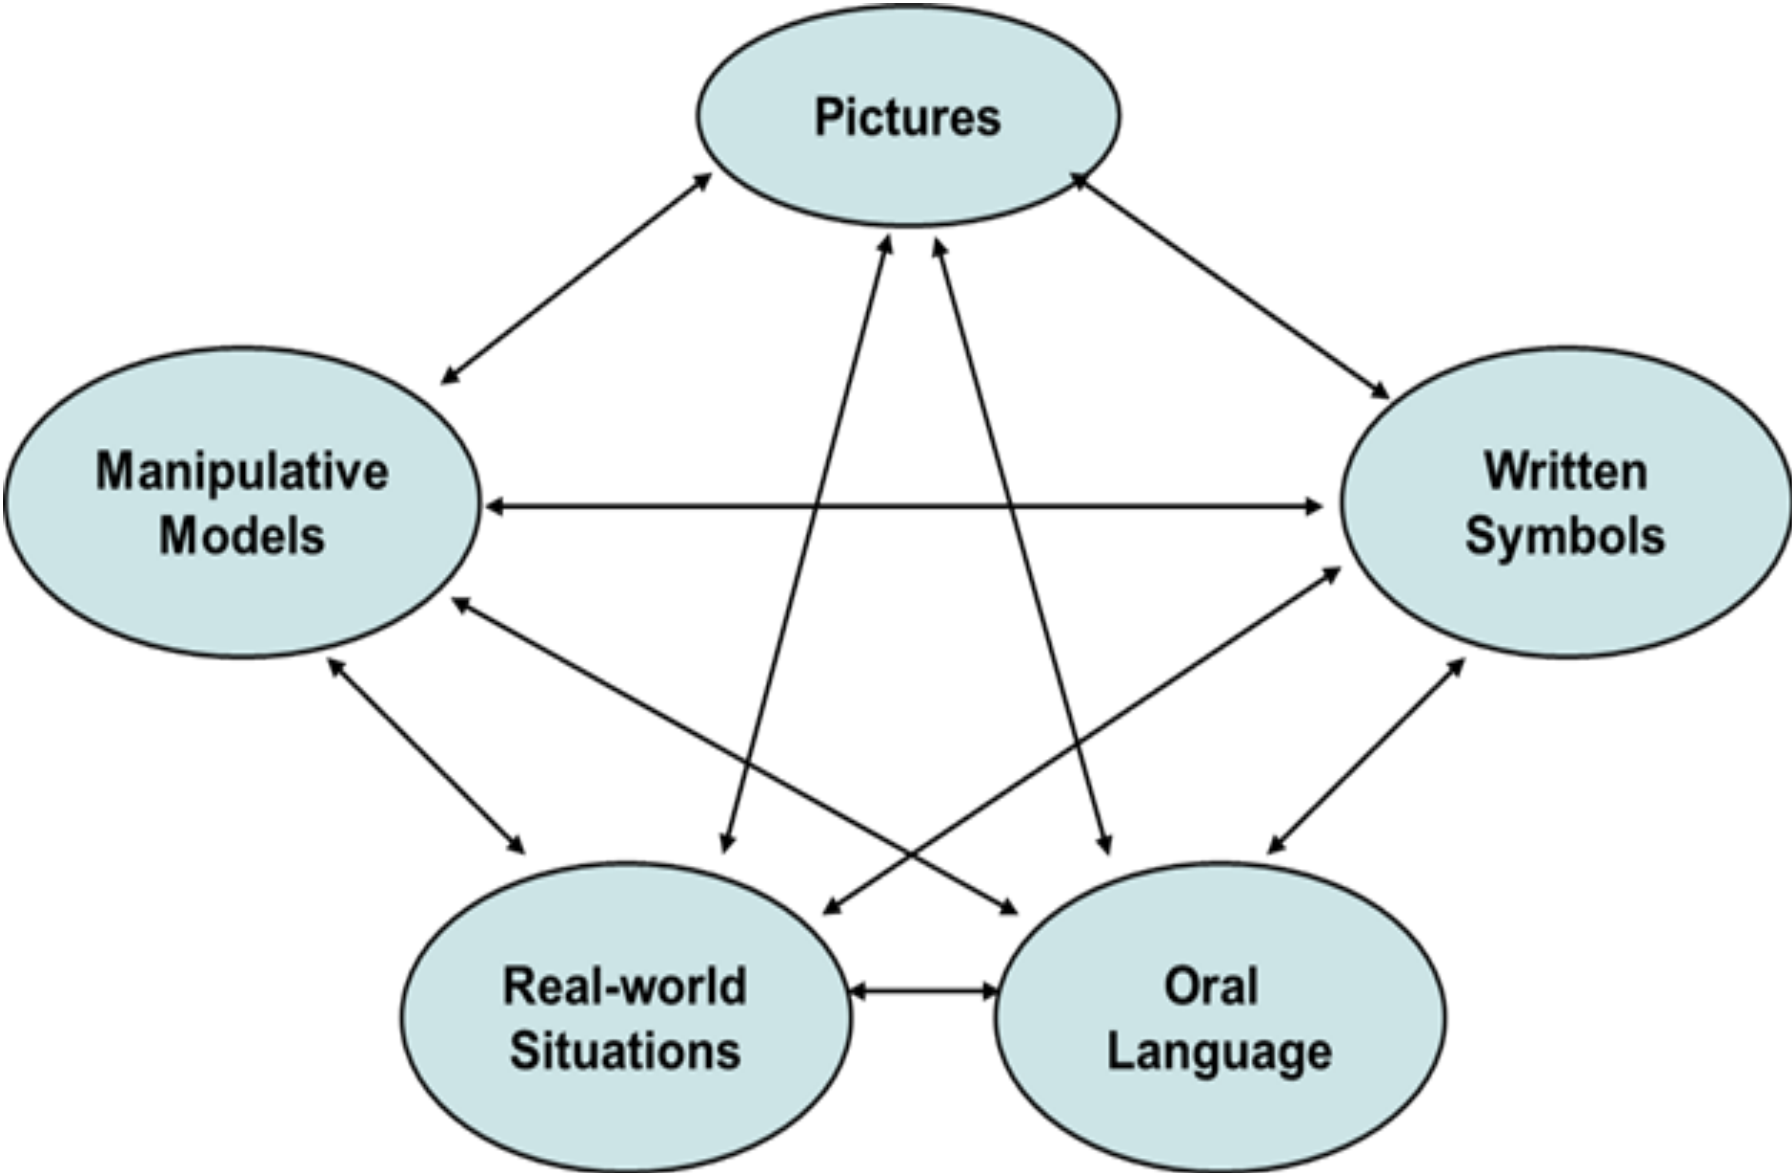 Pictures
Manipulative
Models
Written
Symbols
Real-world
Situations
Oral
Language